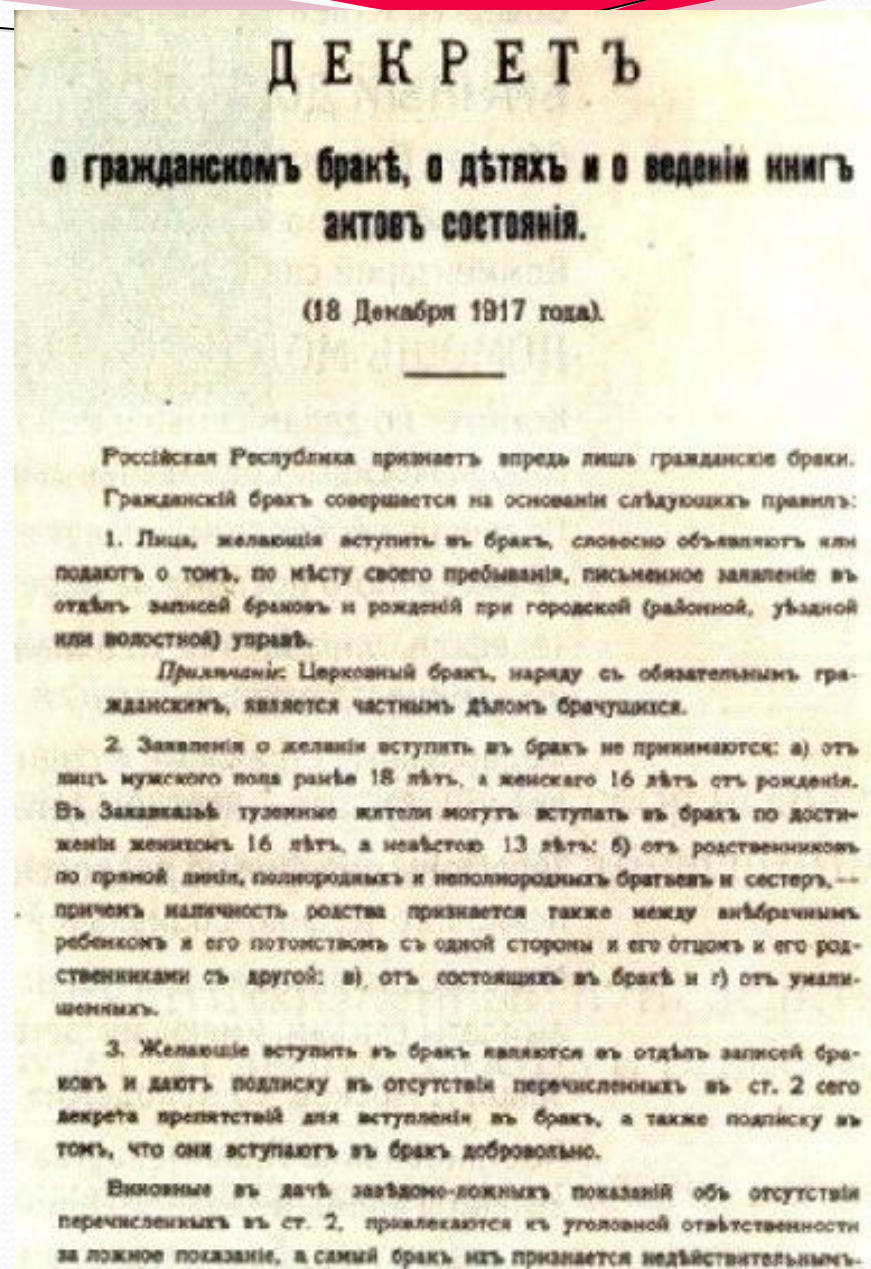 ДЕКРЕТЪ
о гражданскомъ бракѣ, о дѣтяхъ и о веденіи книгъ
актовъ состоянія.
(18 Декабря 1917 года).
Россійская Республика признаетъ впредь лишь гражданскіе браки.
Гражданскій бракъ совершается на основаніи слѣдующихъ правилъ:
1. Лица, желающія вступить въ бракъ, словесно объявляютъ или
подаютъ о томъ, по мѣсту своего пребыванія, письменное заявленіе въ
отдѣлъ записей браковъ и рожденій при городской (районной, уѣздной
или волостной) управѣ.
Примѣчаніе: Церковный бракъ, наряду съ обязательнымъ гра-
жданскимъ, является частнымъ дѣломъ брачущихся.
2. Заявленія о желаніи вступить въ бракъ не принимаются: а) отъ
лицъ мужского пола ранѣе 18 лѣтъ, а женскаго 16 лѣтъ отъ рожденія.
Въ Закавказьѣ туземные жители могутъ вступать въ бракъ по дости-
женіи женихомъ 16 лѣтъ, а невѣстою 13 лѣтъ: б) отъ родственниковъ
по прямой линіи, полнородныхъ и неполнородныхъ братьевъ и сестеръ, —
причемъ наличность родства признается также между внѣбрачнымъ
ребенкомъ и его потомствомъ съ одной стороны и его отцомъ и его род-
ственниками съ другой: в) отъ состоящихъ въ бракѣ и г) отъ умали-
шенныхъ.
3. Желающіе вступить въ бракъ являются въ отдѣлъ записей бра-
ковъ и даютъ подписку въ отсутствіи перечисленныхъ въ ст. 2 сего
декрета препятствій для вступленія въ бракъ, а также подписку въ
томъ, что они вступаютъ въ бракъ добровольно.
Виновные въ дачѣ завѣдомо-ложныхъ показаній объ отсутствіи
перечисленныхъ въ ст. 2, привлекаются къ уголовной отвѣтственности
за ложное показаніе, а самый бракъ ихъ признается недѣйствительнымъ.